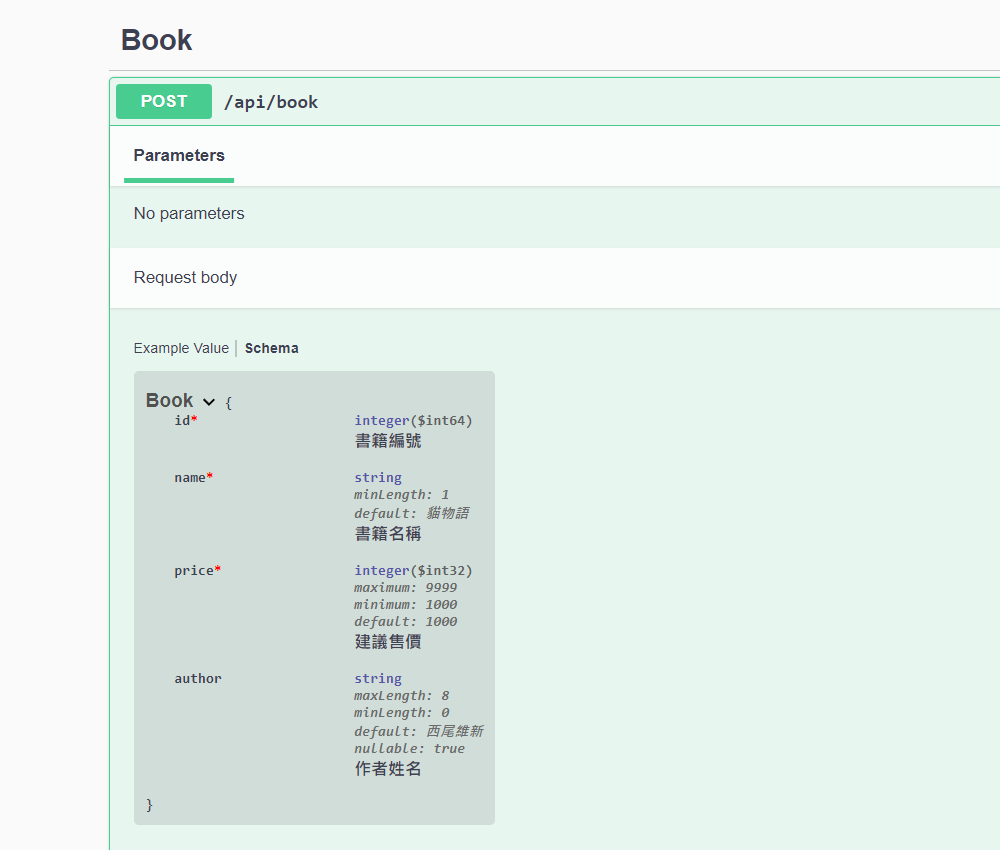 Book
POST /api/book
Parameters
No parameters
Request body
Example Value | Schema
Book {
id* integer($int64)
書籍編號
name* string
minLength: 1
default: 貓物語
書籍名稱
price* integer($int32)
maximum: 9999
minimum: 1000
default: 1000
建議售價
author string
maxLength: 8
minLength: 0
default: 西尾維新
nullable: true
作者姓名
}